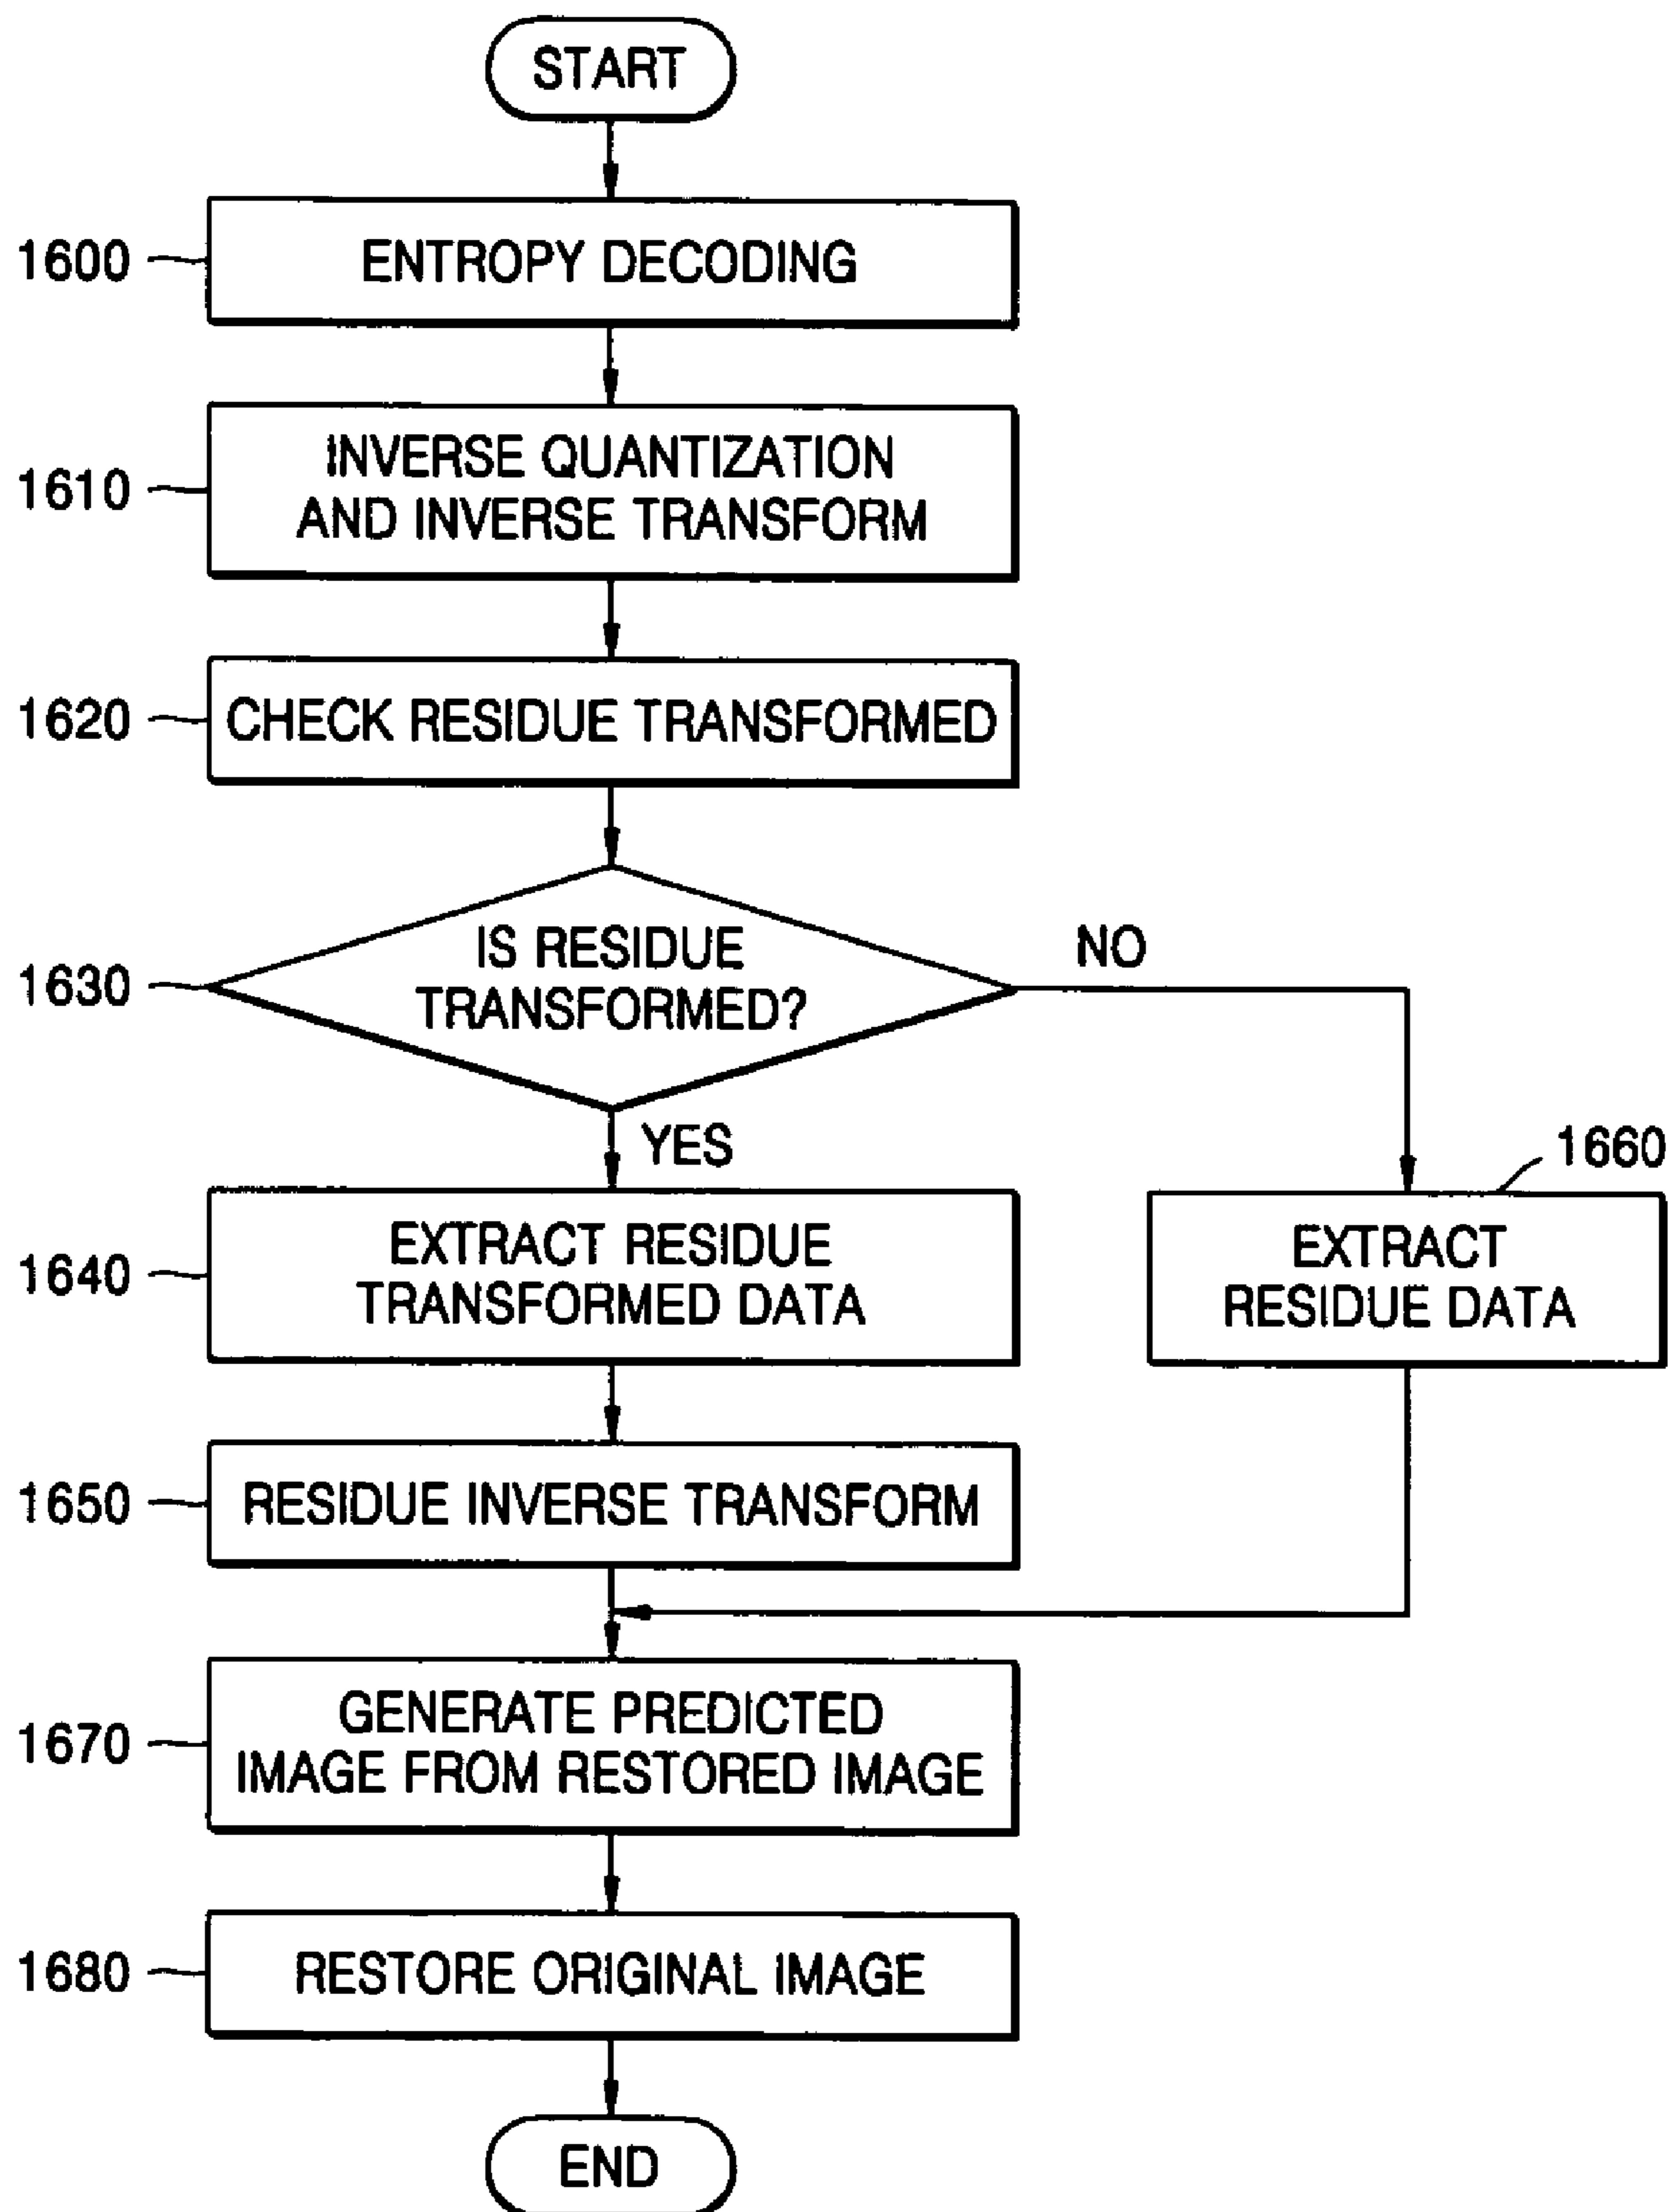 START
1600
ENTROPY DECODING
1610
INVERSE QUANTIZATION
AND INVERSE TRANSFORM
1620
CHECK RESIDUE TRANSFORMED
1630
IS RESIDUE
TRANSFORMED?
NO
YES
1640
EXTRACT RESIDUE
TRANSFORMED DATA
1660
EXTRACT
RESIDUE DATA
1650
RESIDUE INVERSE TRANSFORM
1670
GENERATE PREDICTED
IMAGE FROM RESTORED IMAGE
1680
RESTORE ORIGINAL IMAGE
END